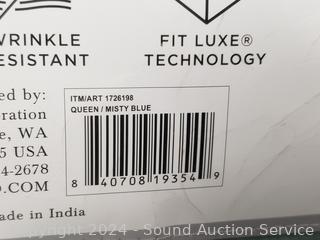 WRINKLE
RESISTANT
FIT LUXE®
TECHNOLOGY
ed by:
oration
e, WA
5 USA
4-2678
O.COM
ade in India
ITM/ART 1726198
QUEEN / MISTY BLUE
8 40708 19354 9
Copyright 2024 - Sound Auction Service